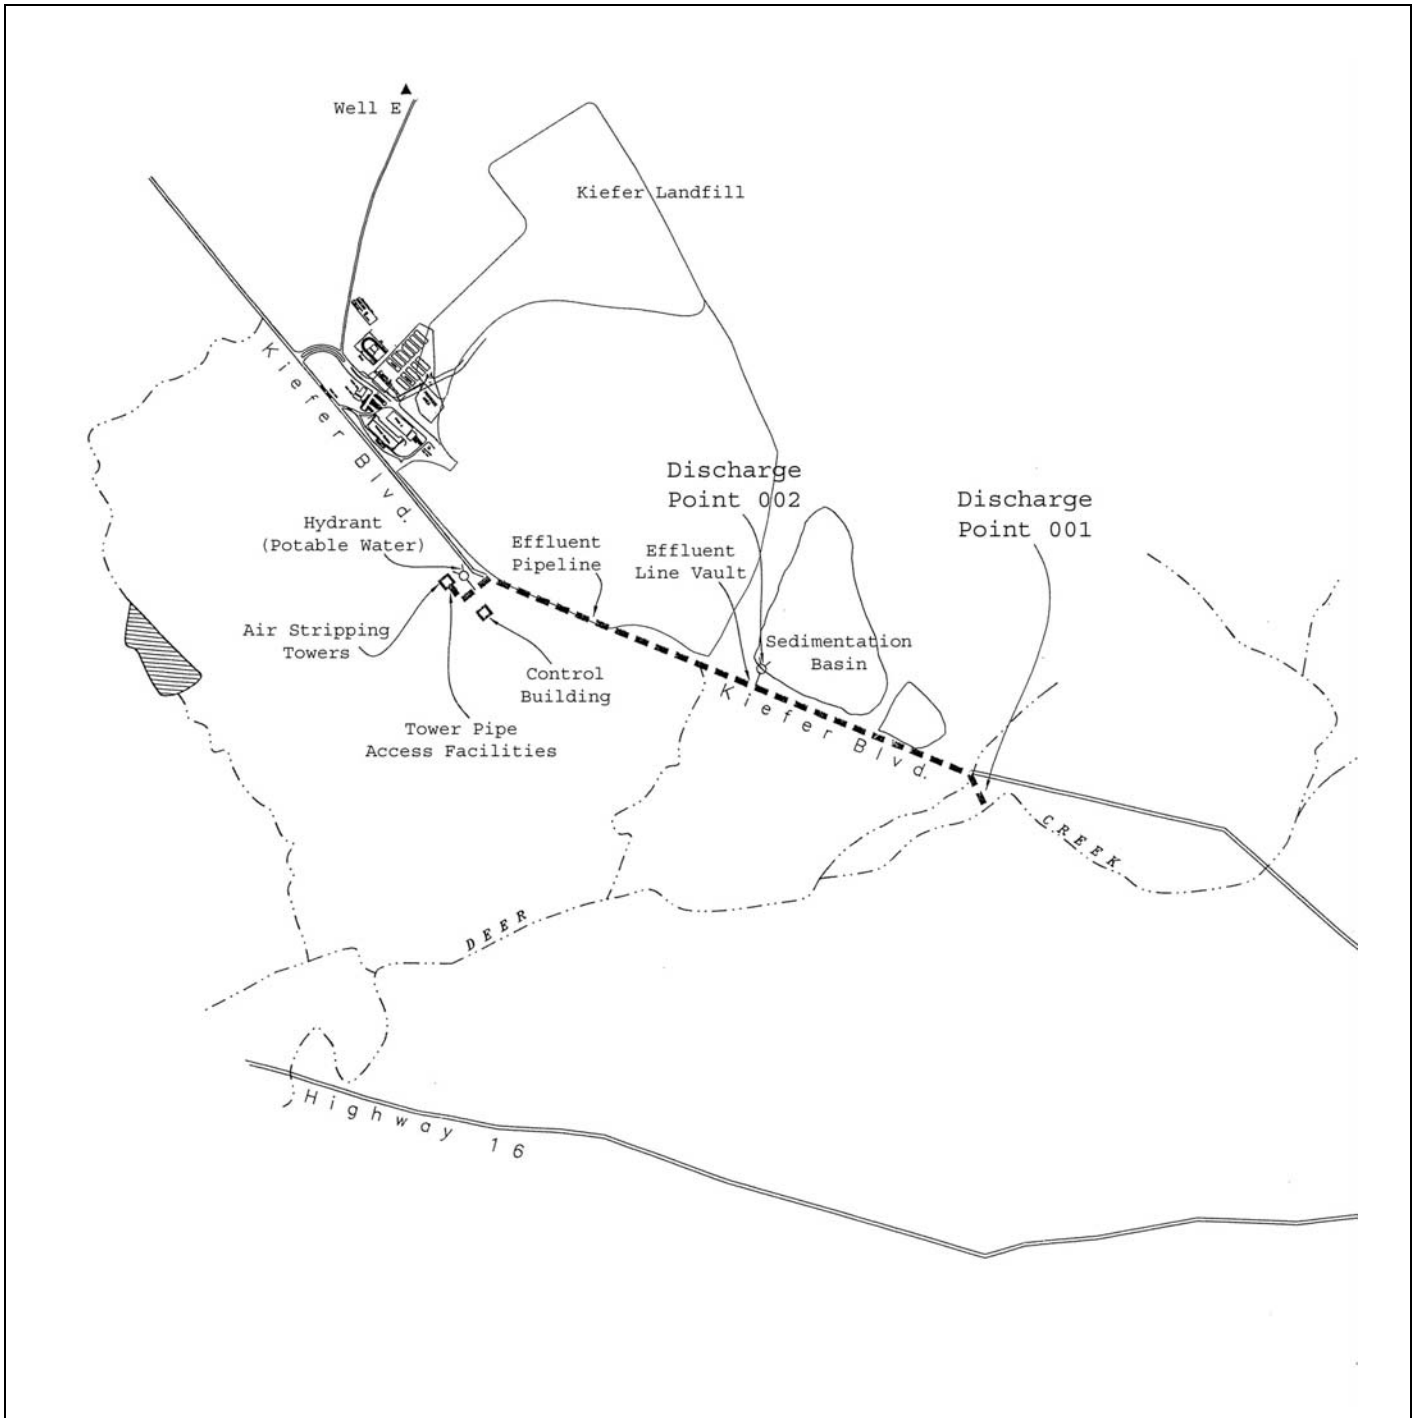 Well E
Kiefer Landfill
Kiefer Blvd.
Discharge
Point 002
Discharge
Point 001
Hydrant
(Potable Water)
Effluent
Pipeline
Effluent
Line Vault
Air Stripping
Towers
Sedimentation
Basin
Control
Building
Kiefer Blvd.
Tower Pipe
Access Facilities
CREEK
DEER
Highway 16